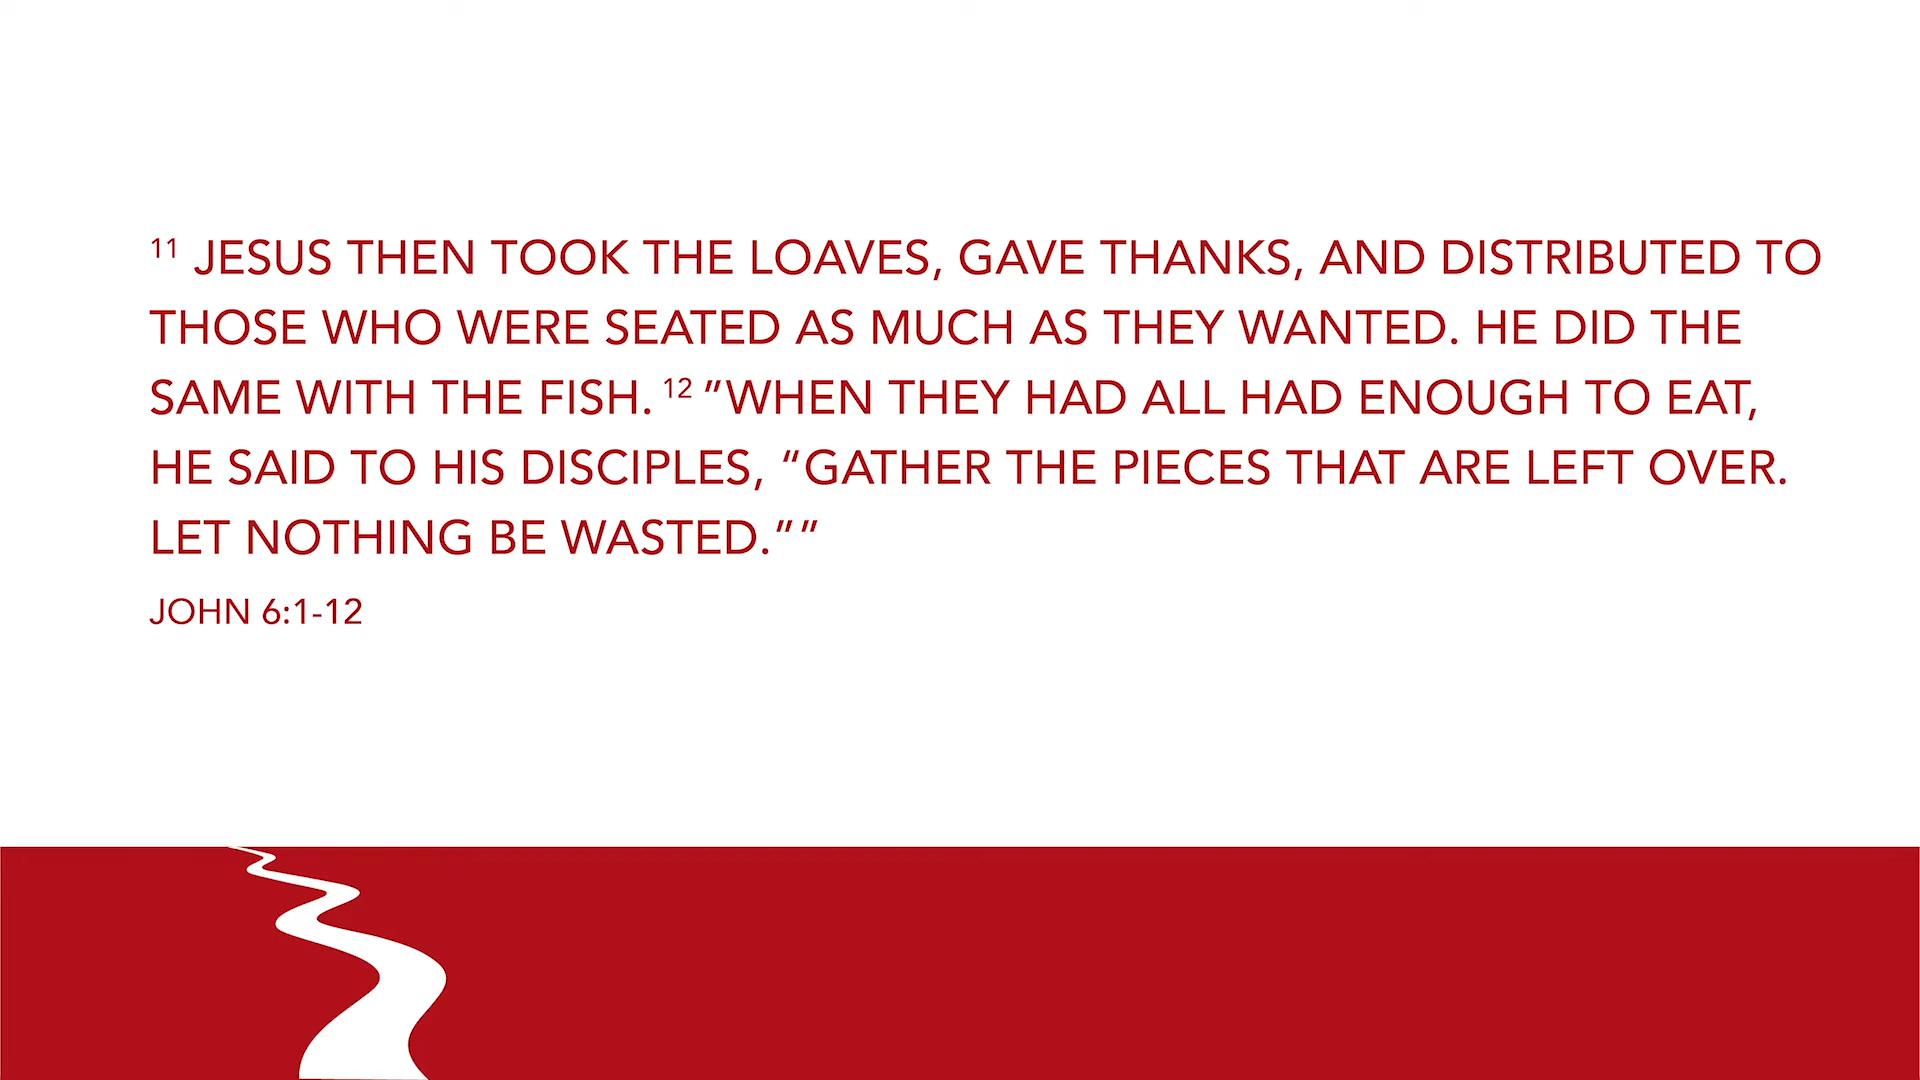 ¹¹ JESUS THEN TOOK THE LOAVES, GAVE THANKS, AND DISTRIBUTED TO
THOSE WHO WERE SEATED AS MUCH AS THEY WANTED. HE DID THE
SAME WITH THE FISH. ¹² ”WHEN THEY HAD ALL HAD ENOUGH TO EAT,
HE SAID TO HIS DISCIPLES, “GATHER THE PIECES THAT ARE LEFT OVER.
LET NOTHING BE WASTED.””
JOHN 6:1-12